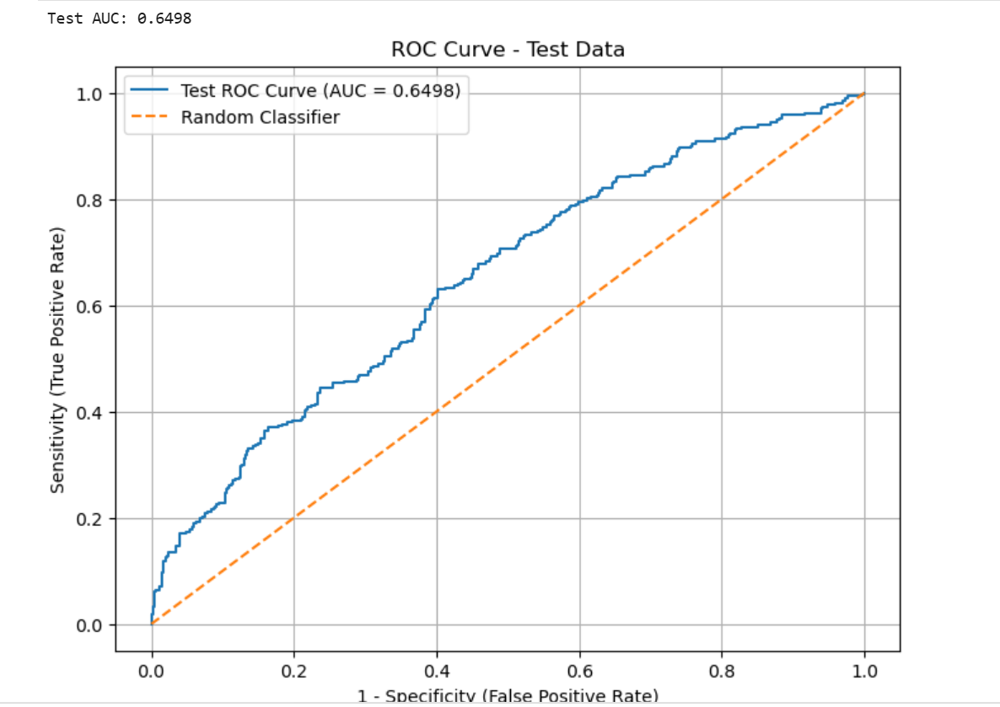 Test AUC: 0.6498
ROC Curve - Test Data
Test ROC Curve (AUC = 0.6498)
Random Classifier
Sensitivity (True Positive Rate)
1.0
0.8
0.6
0.4
0.2
0.0
0.0 0.2 0.4 0.6 0.8 1.0
1 - Specificity (False Positive Rate)